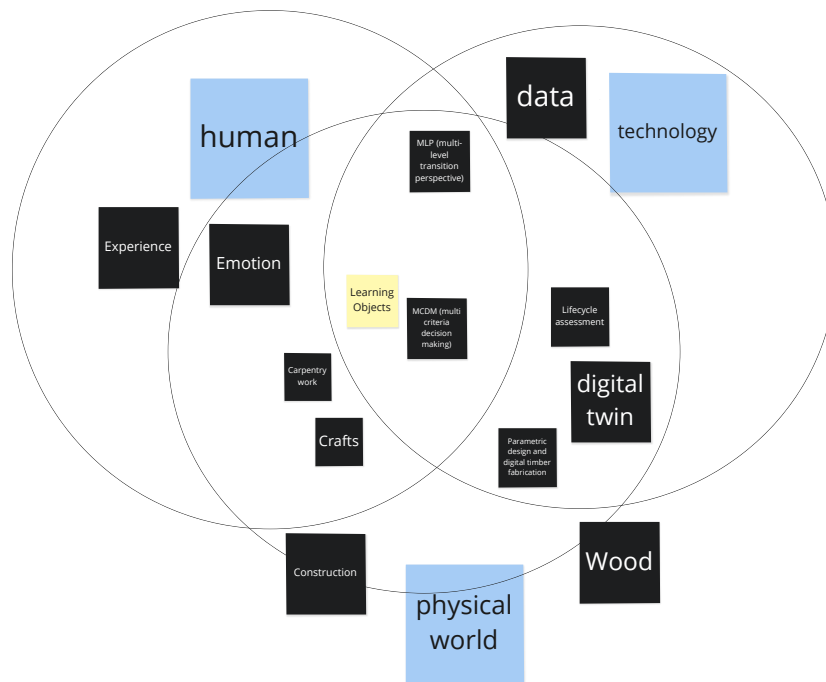 data
technology
human
MLP (multi-
level
transition
perspective)
Experience
Emotion
Learning
Objects
MCDM (multi
criteria
decision
making)
Lifecycle
assessment
Carpentry
work
digital
twin
Crafts
Parametric
design and
digital timber
fabrication
Construction
Wood
physical
world